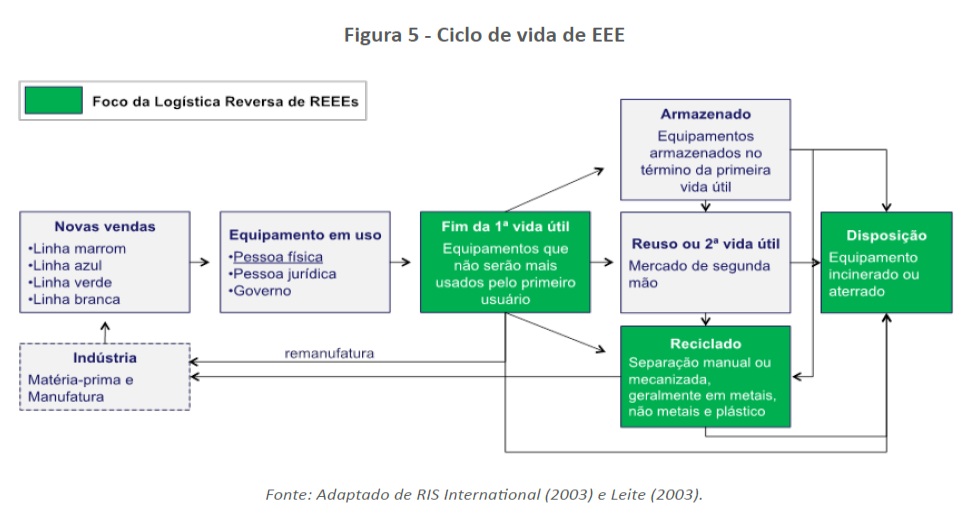 Figura 5 - Ciclo de vida de EEE
Foco da Logística Reversa de REEEs
Novas vendas
•Linha marrom
•Linha azul
•Linha verde
•Linha branca
Equipamento em uso
•Pessoa física
•Pessoa jurídica
•Governo
Fim da 1ª vida útil
Equipamentos que
não serão mais
usados pelo primeiro
usuário
Armazenado
Equipamentos
armazenados no
término da primeira
vida útil
Reuso ou 2ª vida útil
Mercado de segunda
mão
Disposição
Equipamento
incinerado ou
aterrado
Reciclado
Separação manual ou
mecanizada,
geralmente em metais,
não metais e plástico
remanufatura
Indústria
Matéria-prima e
Manufatura
Fonte: Adaptado de RIS International (2003) e Leite (2003).